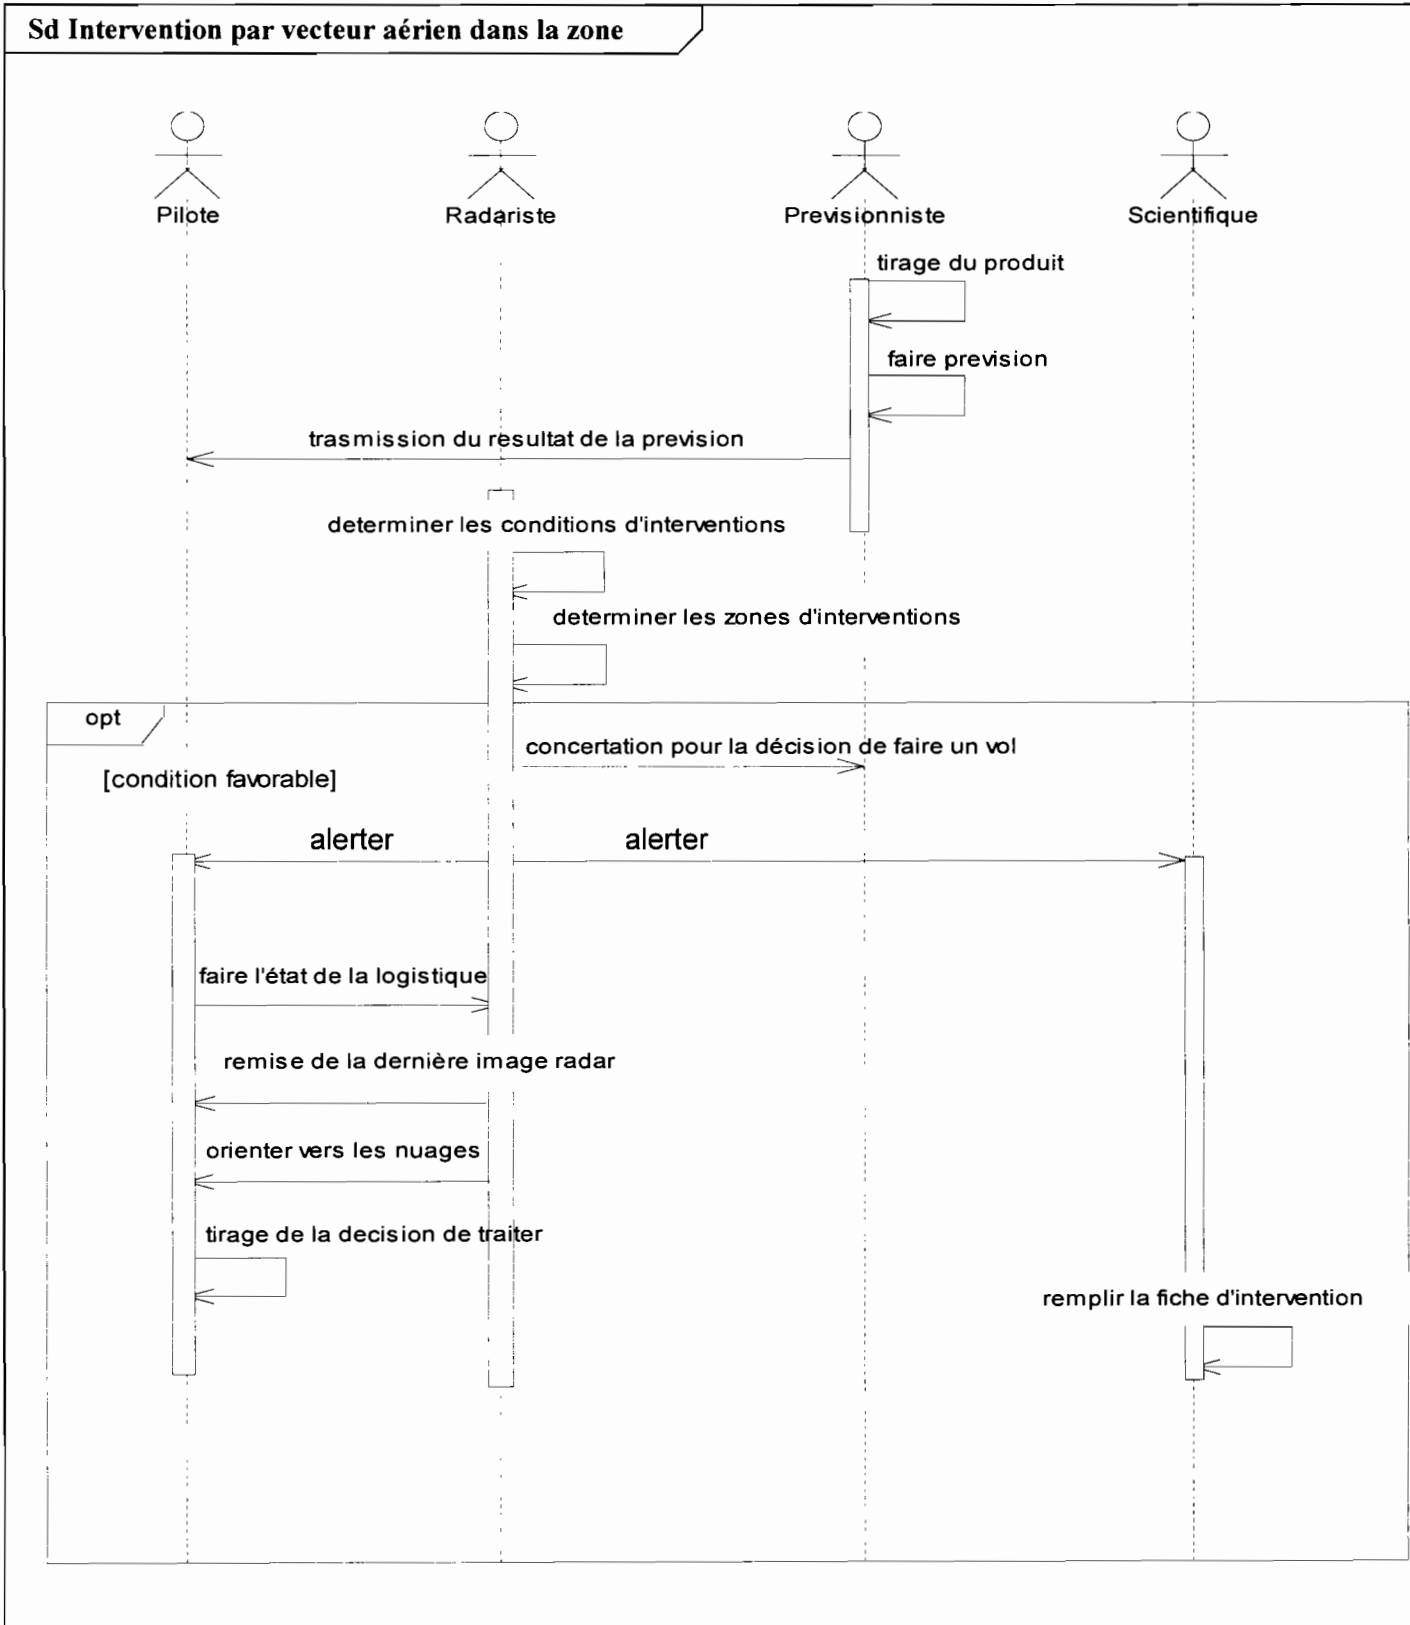 Sd Intervention par vecteur aérien dans la zone
Pilote
Radariste
Previsionniste
Scientifique
tirage du produit
faire prevision
trasmission du resultat de la prevision
determiner les conditions d'interventions
determiner les zones d'interventions
opt
concertation pour la décision de faire un vol
[condition favorable]
alerter
alerter
faire l'état de la logistique
remise de la dernière image radar
orienter vers les nuages
tirage de la decision de traiter
remplir la fiche d'intervention